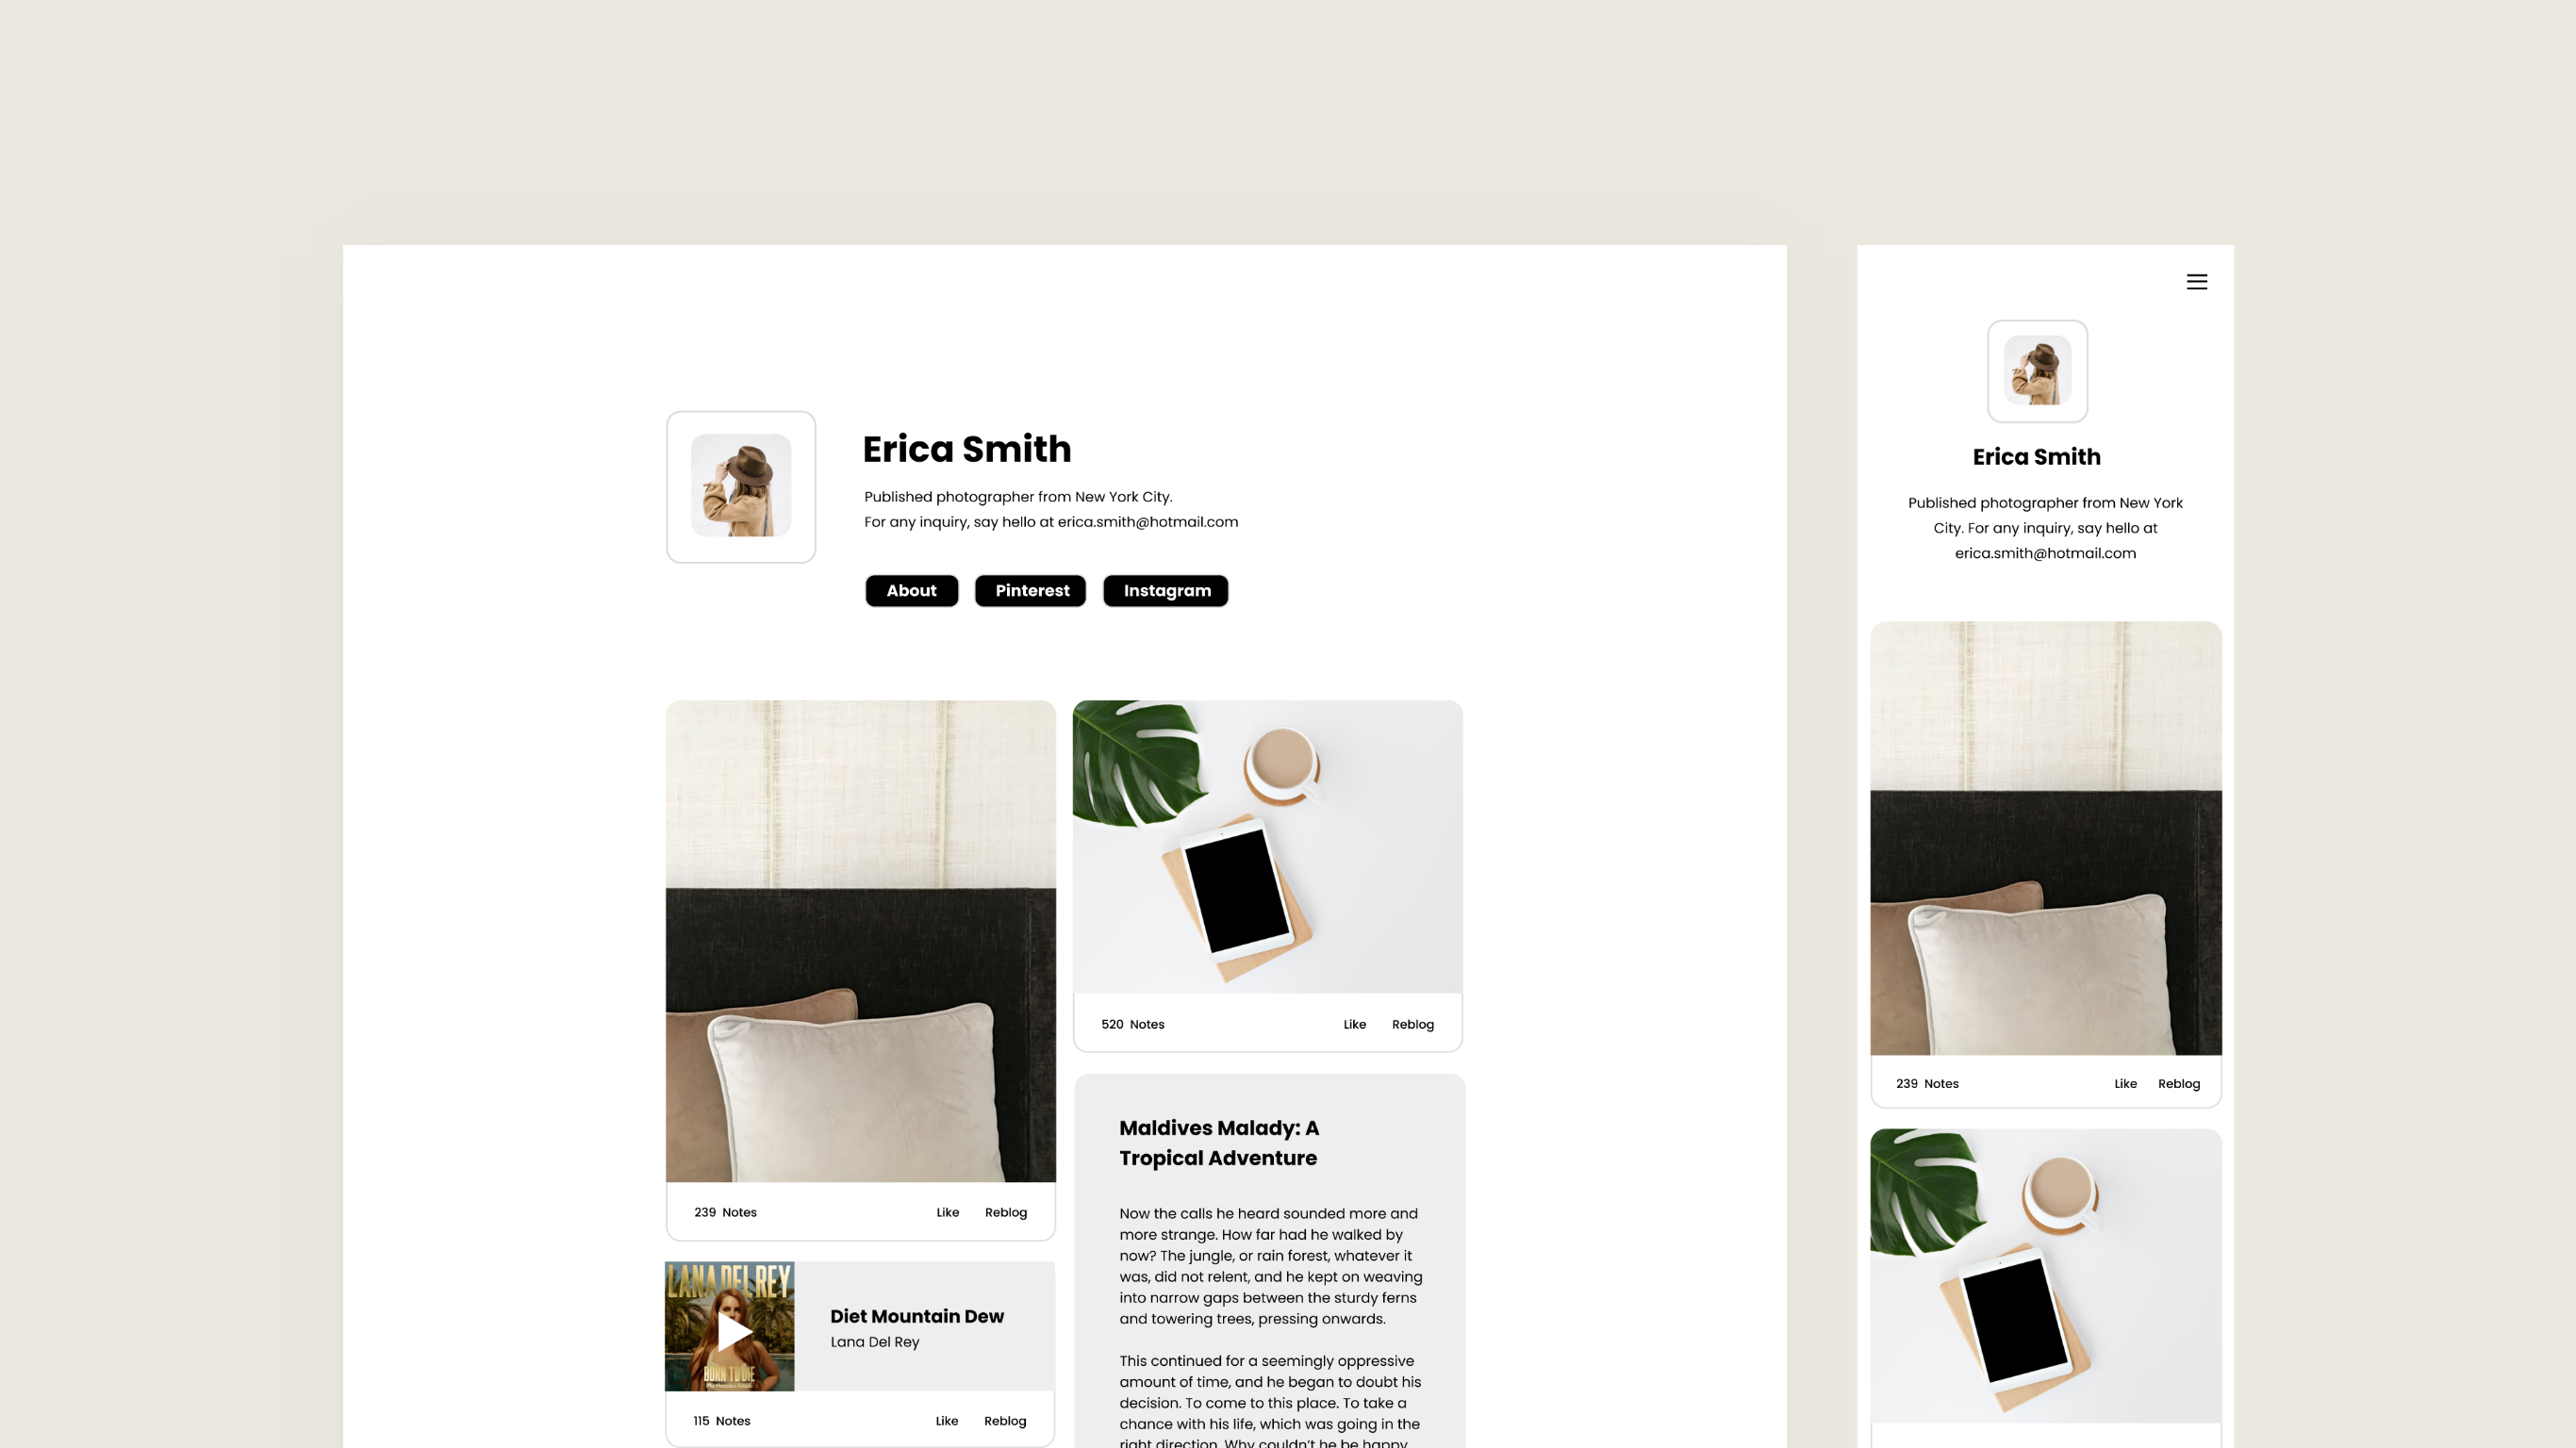 Erica Smith
Published photographer from New York City.
For any inquiry, say hello at erica.smith@hotmail.com
About
Pinterest
Instagram
239 Notes
Like
Reblog
LANA DEL REY
BORN TO DIE
Diet Mountain Dew
Lana Del Rey
115 Notes
Like
Reblog
520 Notes
Like
Reblog
Maldives Malady: A
Tropical Adventure
Now the calls he heard sounded more and
more strange. How far had he walked by
now? The jungle, or rain forest, whatever it
was, did not relent, and he kept on weaving
into narrow gaps between the sturdy ferns
and towering trees, pressing onwards.
This continued for a seemingly oppressive
amount of time, and he began to doubt his
decision. To come to this place. To take a
chance with his life, which was going in the
right direction. Why couldn't he be happy
Erica Smith
Published photographer from New York
City. For any inquiry, say hello at
erica.smith@hotmail.com
239 Notes
Like
Reblog